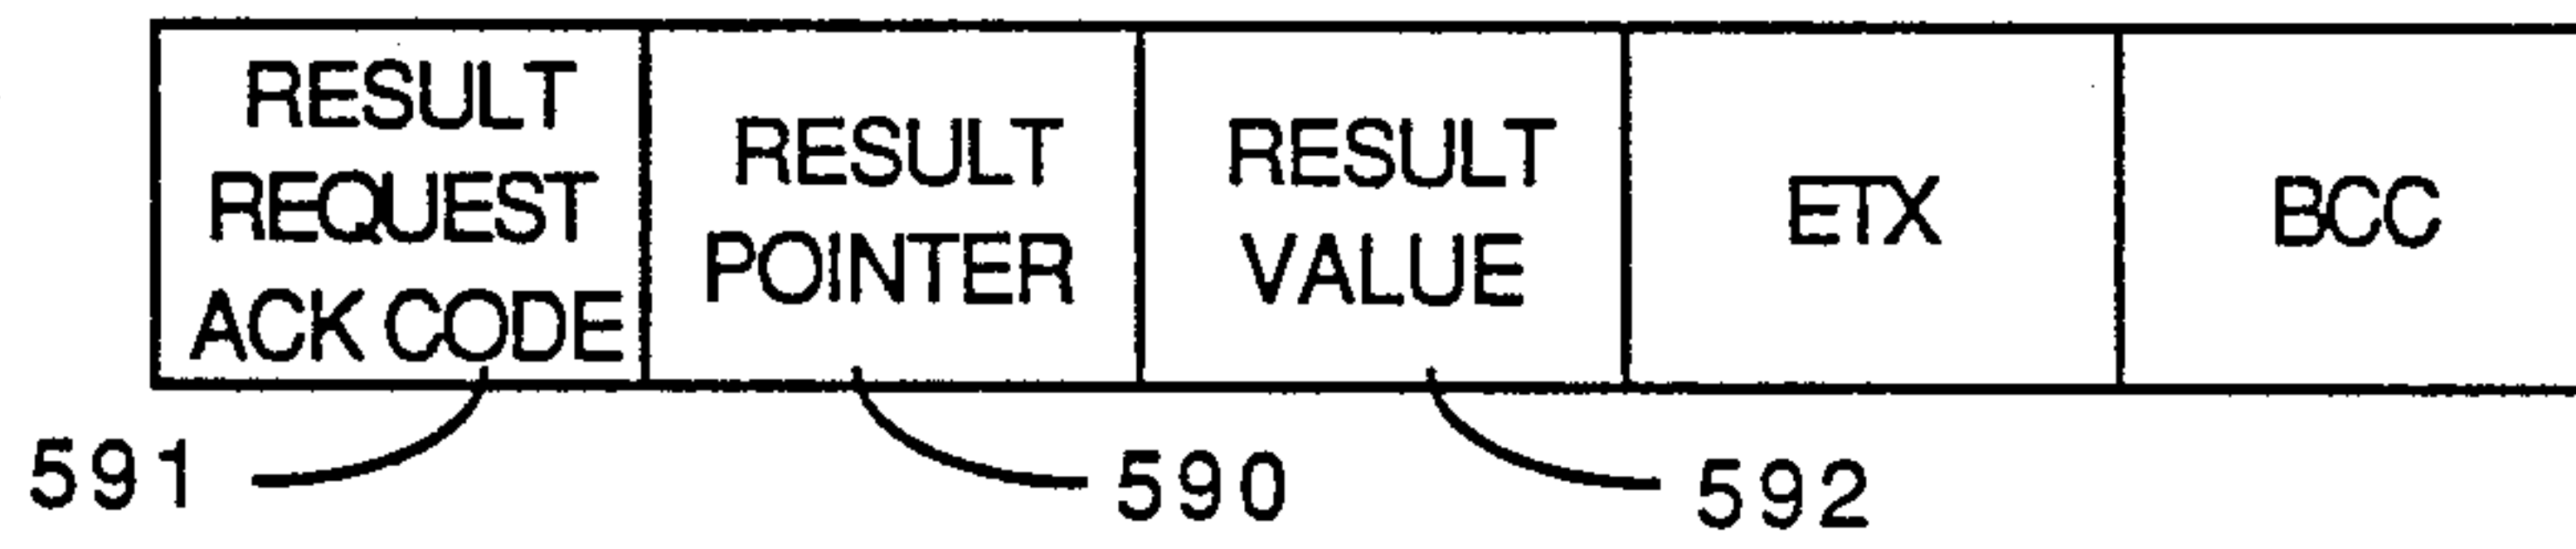 RESULT
REQUEST
ACK CODE
RESULT
POINTER
RESULT
VALUE
ETX
BCC
591
590
592